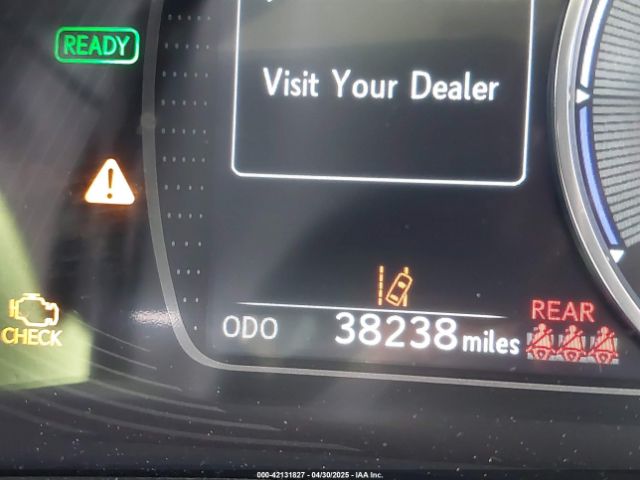 READY
Visit Your Dealer
CHECK
ODO 38238 miles
REAR
000-42131827 - 04/30/2025 - IAA Inc.